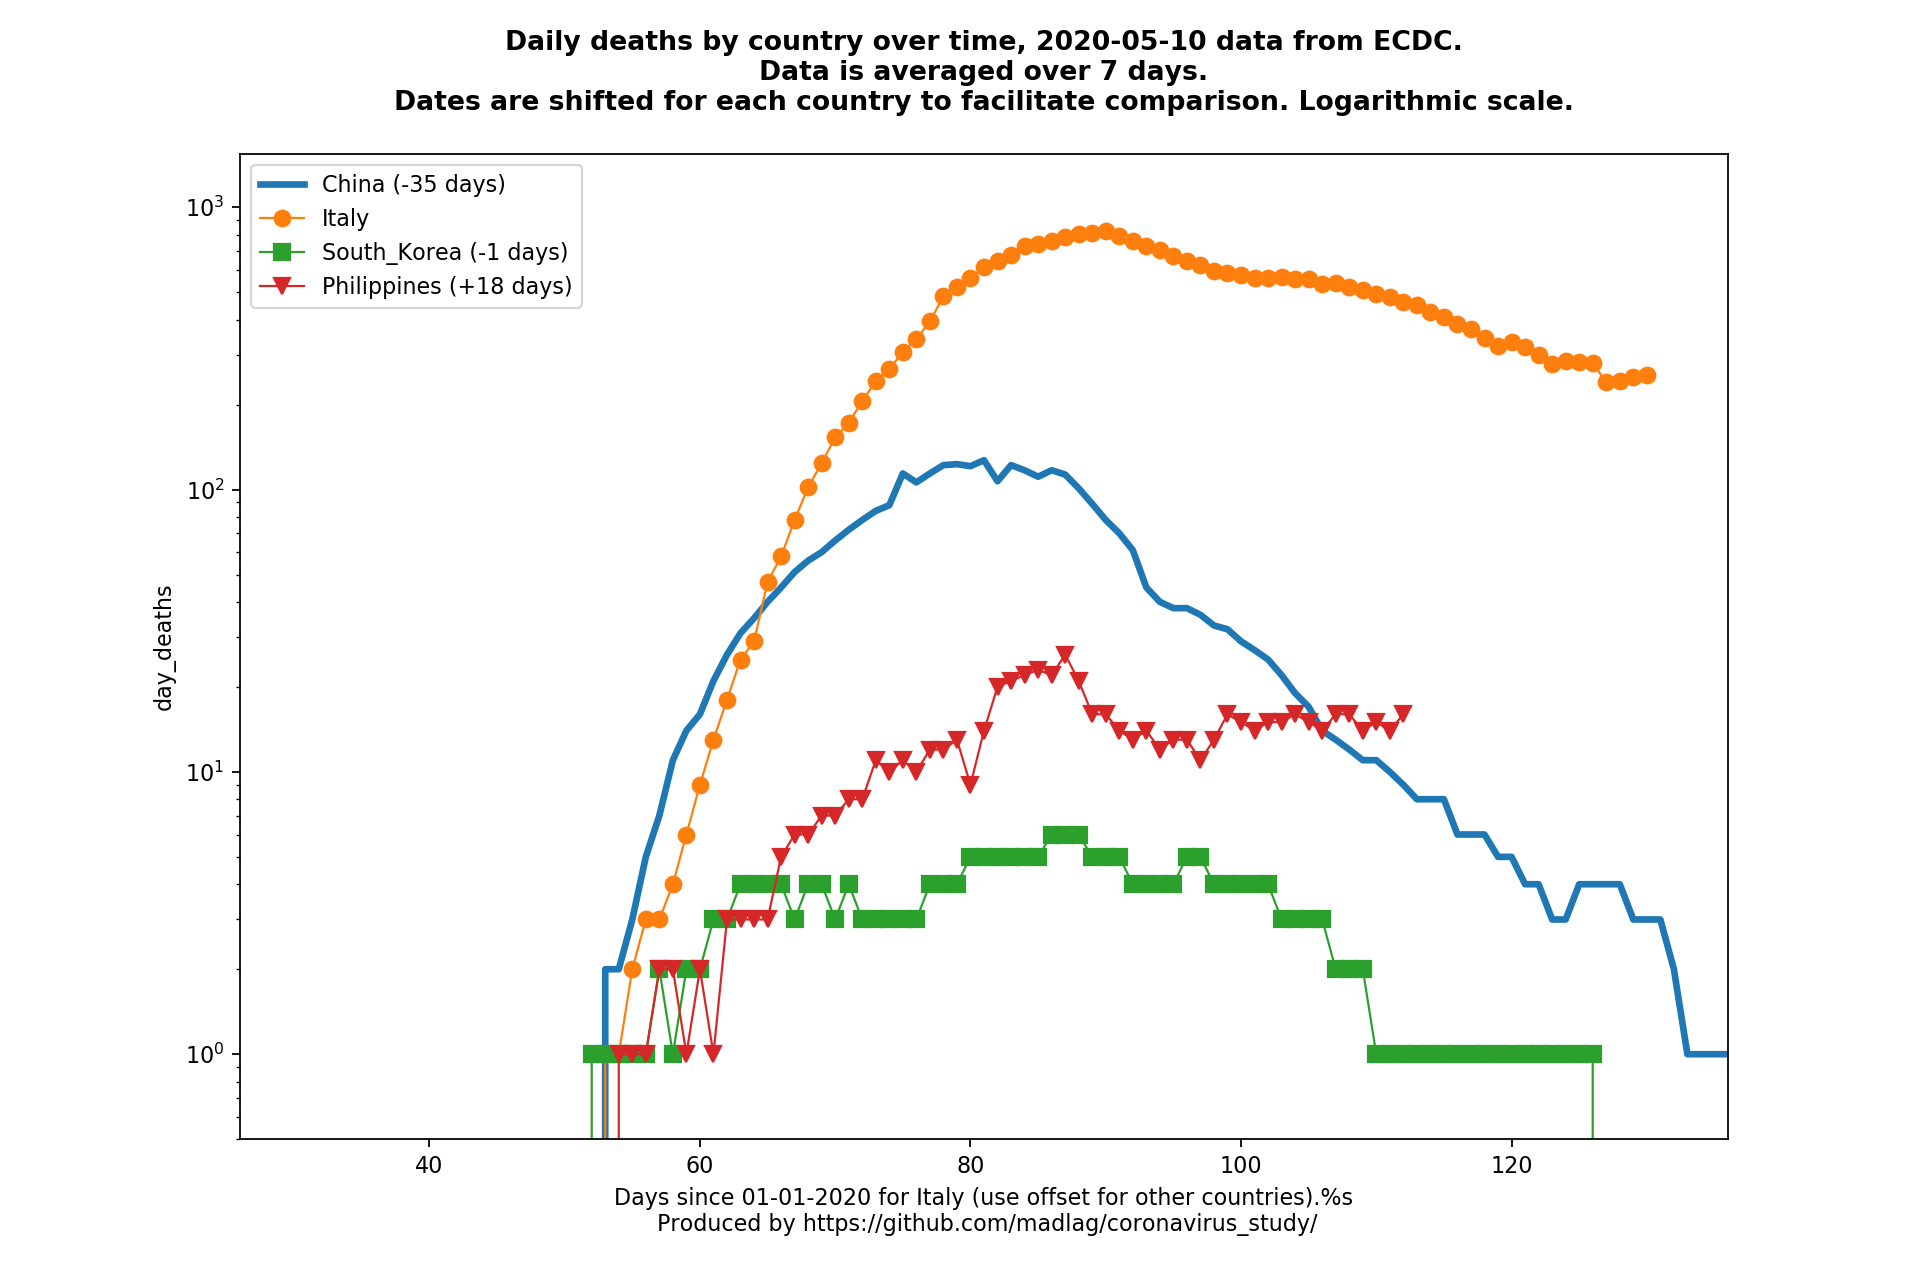 Daily deaths by country over time, 2020-05-10 data from ECDC.
Data is averaged over 7 days.
Dates are shifted for each country to facilitate comparison. Logarithmic scale.
China (-35 days)
Italy
South_Korea (-1 days)
Philippines (+18 days)
10³
10²
10¹
10⁰
day_deaths
40 60 80 100 120
Days since 01-01-2020 for Italy (use offset for other countries).%s
Produced by https://github.com/madlag/coronavirus_study/